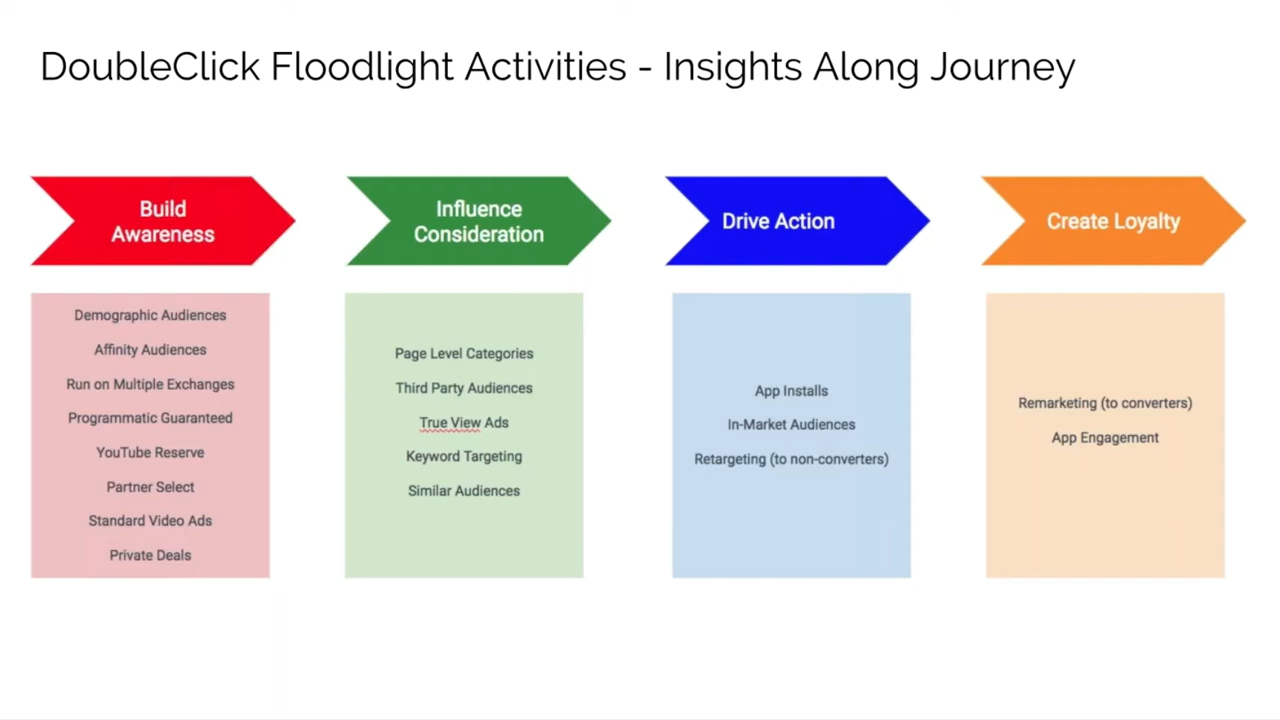 DoubleClick Floodlight Activities - Insights Along Journey
Build
Awareness
Demographic Audiences
Affinity Audiences
Run on Multiple Exchanges
Programmatic Guaranteed
YouTube Reserve
Partner Select
Standard Video Ads
Private Deals
Influence
Consideration
Page Level Categories
Third Party Audiences
True View Ads
Keyword Targeting
Similar Audiences
Drive Action
App Installs
In-Market Audiences
Retargeting (to non-converters)
Create Loyalty
Remarketing (to converters)
App Engagement